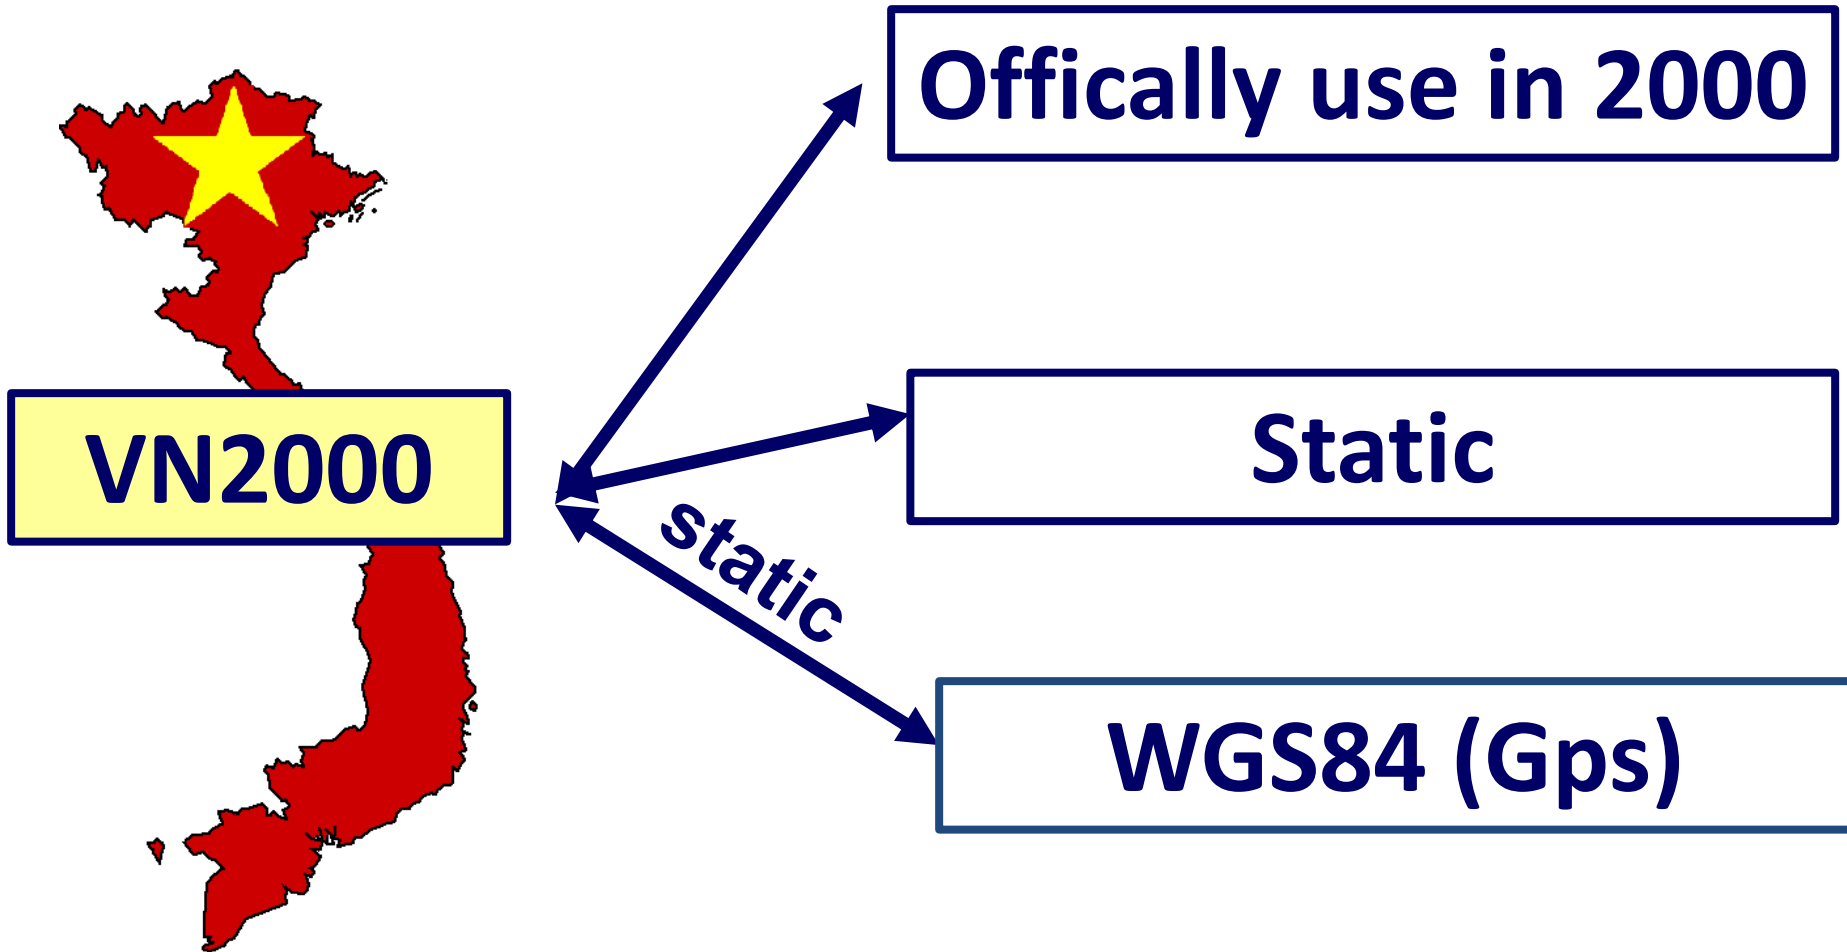 Offically use in 2000
VN2000
Static
static
WGS84 (Gps)